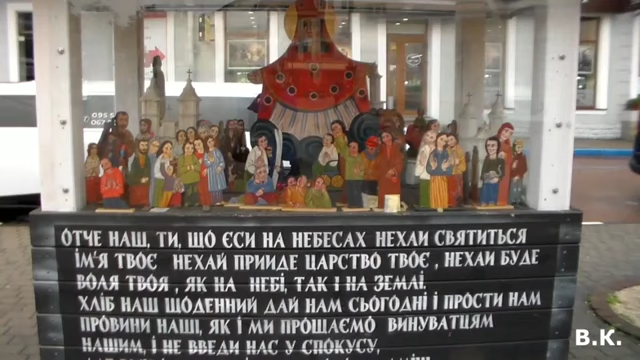 ОТЧЕ НАШ, ТИ, ЩО ЄСИ НА НЕБЕСАХ НЕХАЙ СВЯТИТЬСЯ
ІМ'Я ТВОЄ НЕХАЙ ПРИЙДЕ ЦАРСТВО ТВОЄ, НЕХАЙ БУДЕ
ВОЛЯ ТВОЯ, ЯК НА НЕБІ, ТАК І НА ЗЕМЛІ.
ХЛІБ НАШ ЩОДЕННИЙ ДАЙ НАМ СЬОГОДНІ І ПРОСТИ НАМ
ПРОВИНИ НАШІ, ЯК І МИ ПРОЩАЄМО ВИНУВАТЦЯМ
НАШИМ, І НЕ ВВЕДИ НАС У СПОКУСУ,
В.К.